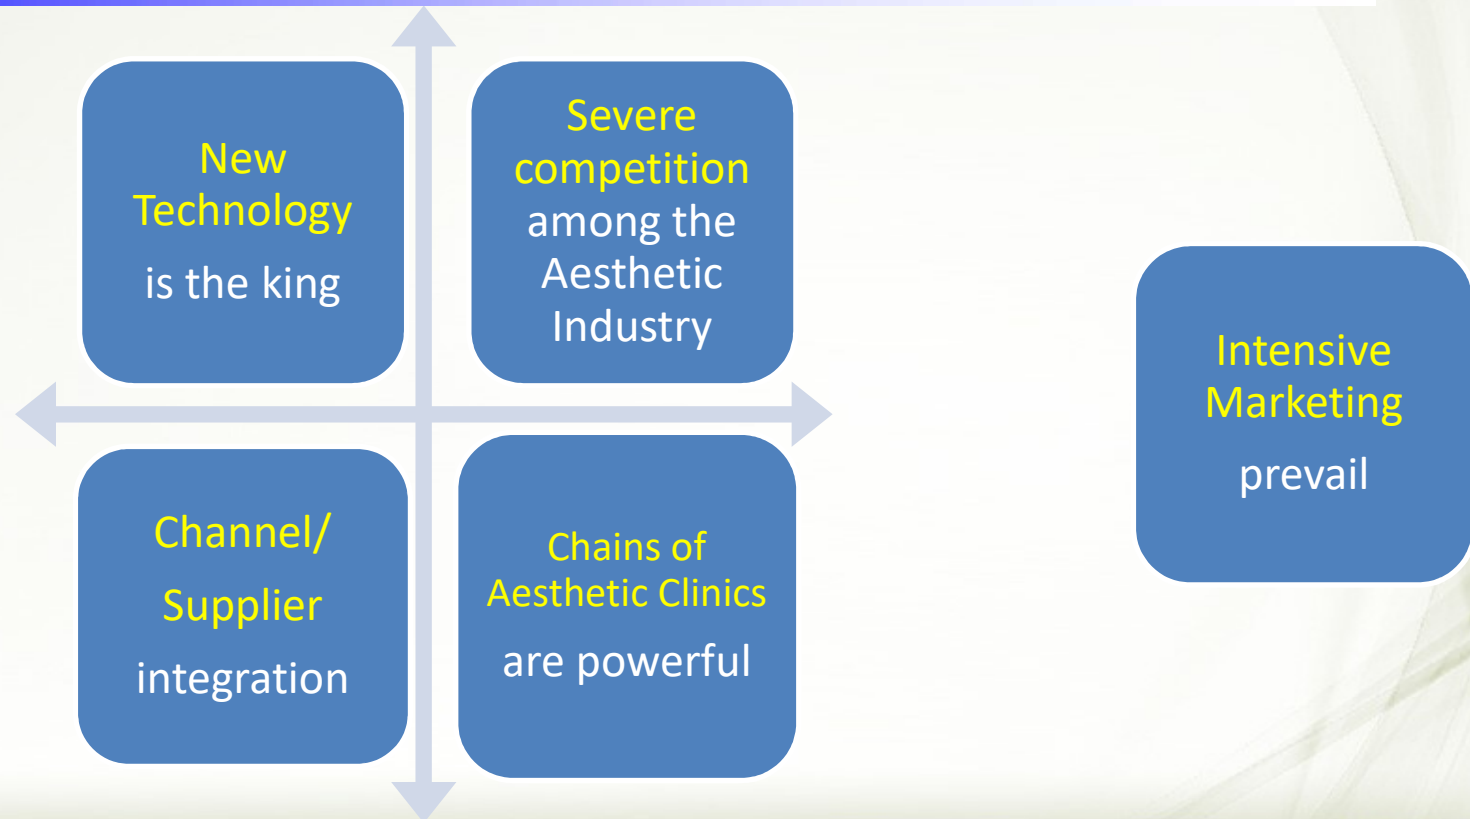 New
Technology
is the king
Severe
competition
among the
Aesthetic
Industry
Channel/
Supplier
integration
Chains of
Aesthetic Clinics
are powerful
Intensive
Marketing
prevail